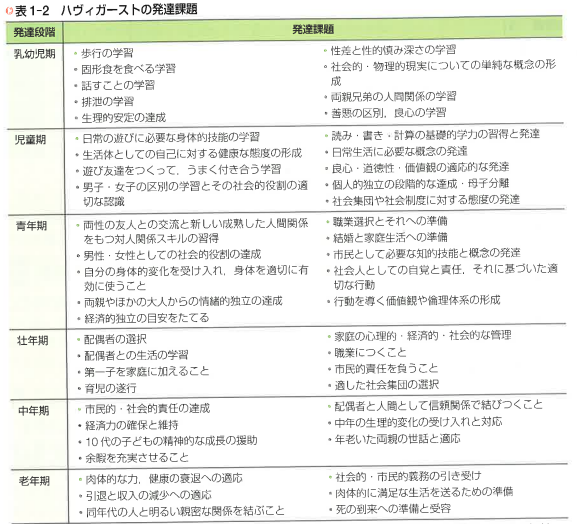 表1-2 ハヴィガーストの発達課題
発達段階
発達課題
乳幼児期
・歩行の学習
・固形食を食べる学習
・話すことの学習
・排泄の学習
・生理的安定の達成
・性差と性的慎み深さの学習
・社会的・物理的現実についての単純な概念の形
成
・両親兄弟の人間関係の学習
・善悪の区別，良心の学習
児童期
・日常の遊びに必要な身体的技能の学習
・生活体としての自己に対する健康な態度の形成
・遊び友達をつくって，うまく付き合う学習
・男子・女子の区別の学習とその社会的役割の適
切な認識
・読み・書き・計算の基礎的学力の習得と発達
・日常生活に必要な概念の発達
・良心・道徳性・価値観の適応的な発達
・個人的独立の段階的な達成・母子分離
・社会集団や社会制度に対する態度の発達
青年期
・両性の友人との交流と新しい成熟した人間関係
をもつ対人関係スキルの習得
・男性・女性としての社会的役割の達成
・自分の身体的変化を受け入れ，身体を適切に有
効に使うこと
・両親やほかの大人からの情緒的独立の達成
・経済的独立の目安をたてる
・職業選択とそれへの準備
・結婚と家庭生活への準備
・市民として必要な知的技能と概念の発達
・社会人としての自覚と責任，それに基づいた適
切な行動
・行動を導く価値観や倫理体系の形成
壮年期
・配偶者の選択
・配偶者との生活の学習
・第一子を家庭に加えること
・育児の遂行
・家庭の心理的・経済的・社会的な管理
・職業につくこと
・市民的責任を負うこと
・適した社会集団の選択
中年期
・市民的・社会的責任の達成
・経済力の確保と維持
・10代の子どもの精神的な成長の援助
・余暇を充実させること
・配偶者と人間として信頼関係で結びつくこと
・中年の生理的変化の受け入れと対応
・年老いた両親の世話と適応
老年期
・肉体的な力，健康の衰退への適応
・引退と収入の減少への適応
・同年代の人と明るい親密な関係を結ぶこと
・社会的・市民的義務の引き受け
・肉体的に満足な生活を送るための準備
・死の到来への準備と受容